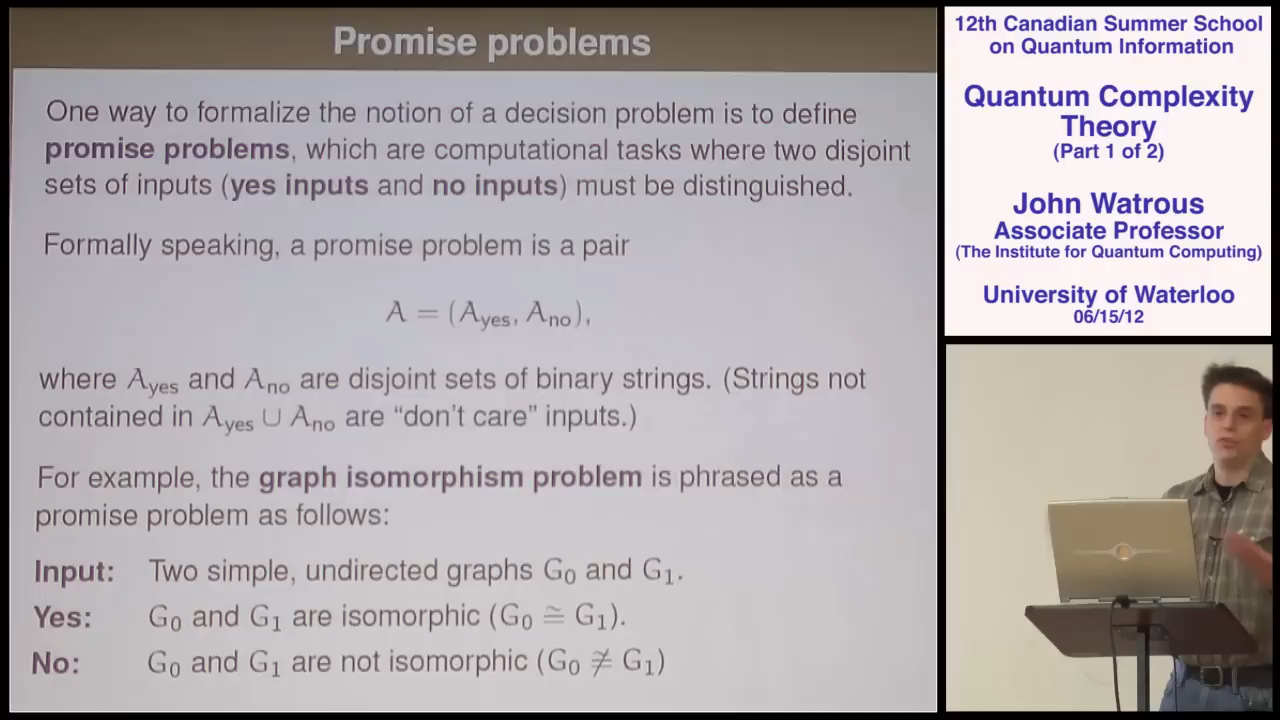 Promise problems
One way to formalize the notion of a decision problem is to define
promise problems, which are computational tasks where two disjoint
sets of inputs (yes inputs and no inputs) must be distinguished.
Formally speaking, a promise problem is a pair
A = (Ayes, Ano),
where Ayes and Ano are disjoint sets of binary strings. (Strings not
contained in Ayes ∪ Ano are “don't care” inputs.)
For example, the graph isomorphism problem is phrased as a
promise problem as follows:
Input: Two simple, undirected graphs G0 and G1.
Yes: G0 and G1 are isomorphic (G0 ≅ G1).
No: G0 and G1 are not isomorphic (G0 ≇ G1)
12th Canadian Summer School
on Quantum Information
Quantum Complexity
Theory
(Part 1 of 2)
John Watrous
Associate Professor
(The Institute for Quantum Computing)
University of Waterloo
06/15/12